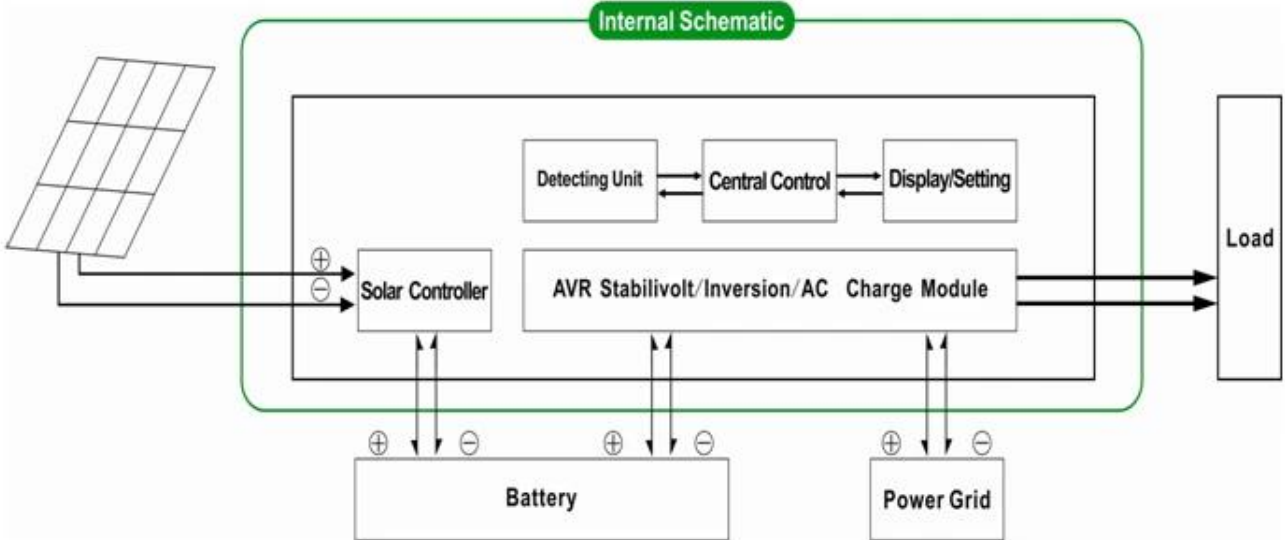 Internal Schematic
Detecting Unit
Central Control
Display/Setting
Load
⊕
⊖
Solar Controller
AVR Stabilivolt/Inversion/AC Charge Module
⊕ ⊖ ⊕ ⊖ ⊕ ⊖
Battery
Power Grid